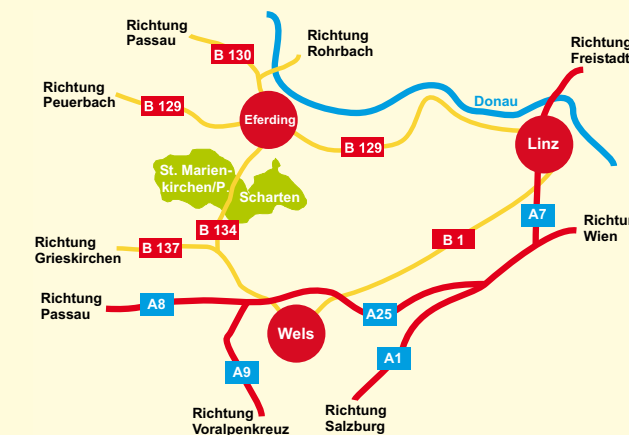 Richtung
Passau
B 130
Richtung
Rohrbach
Richtung
Freistadt
Richtung
Peuerbach
B 129
Eferding
Donau
B 129
Linz
St. Marien-
kirchen/P.
Scharten
A7
B 134
Richtung
Wien
Richtung
Grieskirchen
B 137
B 1
Richtung
Passau
A8
A25
Wels
A1
A9
Richtung
Voralpenkreuz
Richtung
Salzburg